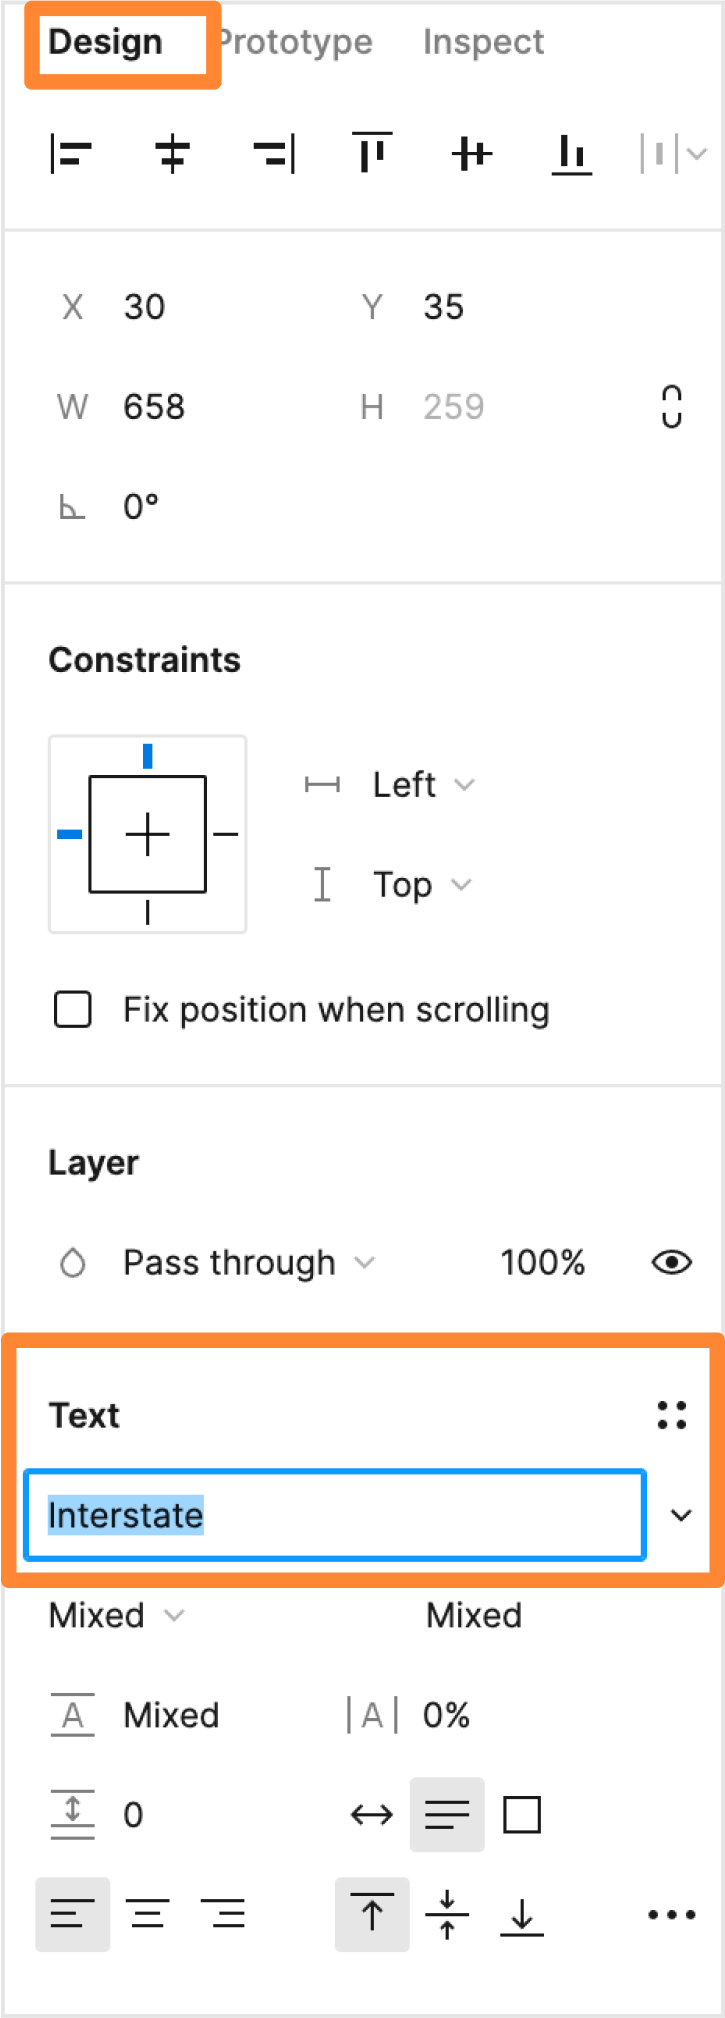 Design Prototype Inspect
X 30 Y 35
W 658 H 259
0°
Constraints
Left
Top
Fix position when scrolling
Layer
Pass through 100%
Text
Interstate
Mixed Mixed
A Mixed |A| 0%
0